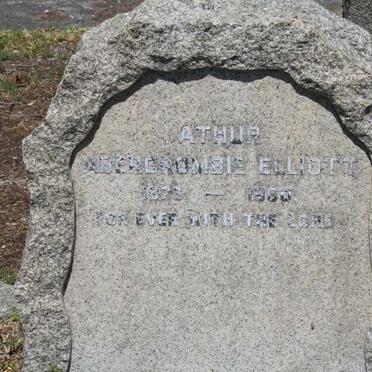 ATHUR
ABERCROMBIE ELLIOTT
FOR EVER WITH THE LORD